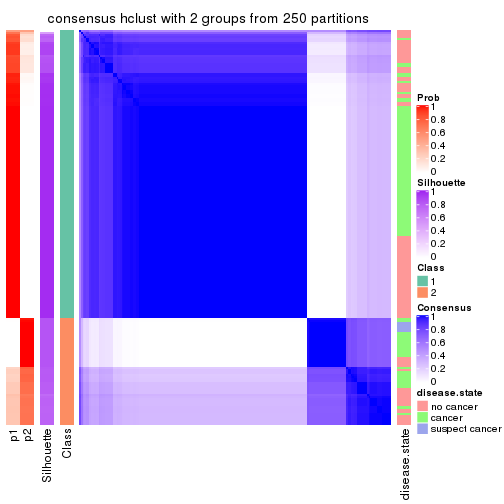 consensus hclust with 2 groups from 250 partitions
Prob
1
0.8
0.6
0.4
0.2
0
Silhouette
1
0.8
0.6
0.4
0.2
0
Class
1
2
Consensus
1
0.8
0.6
0.4
0.2
0
disease.state
no cancer
cancer
suspect cancer
p1
p2
Silhouette
Class
disease.state